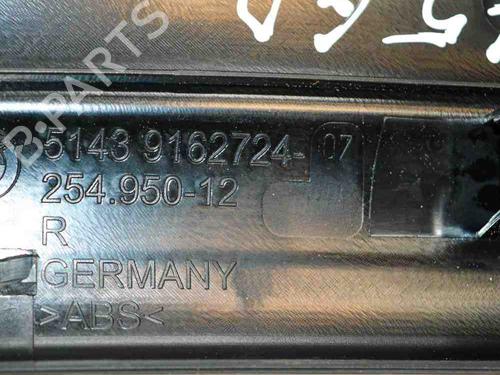 5143 9162724-07
254.950-12
R
GERMANY
>ABS<
B-PARTS